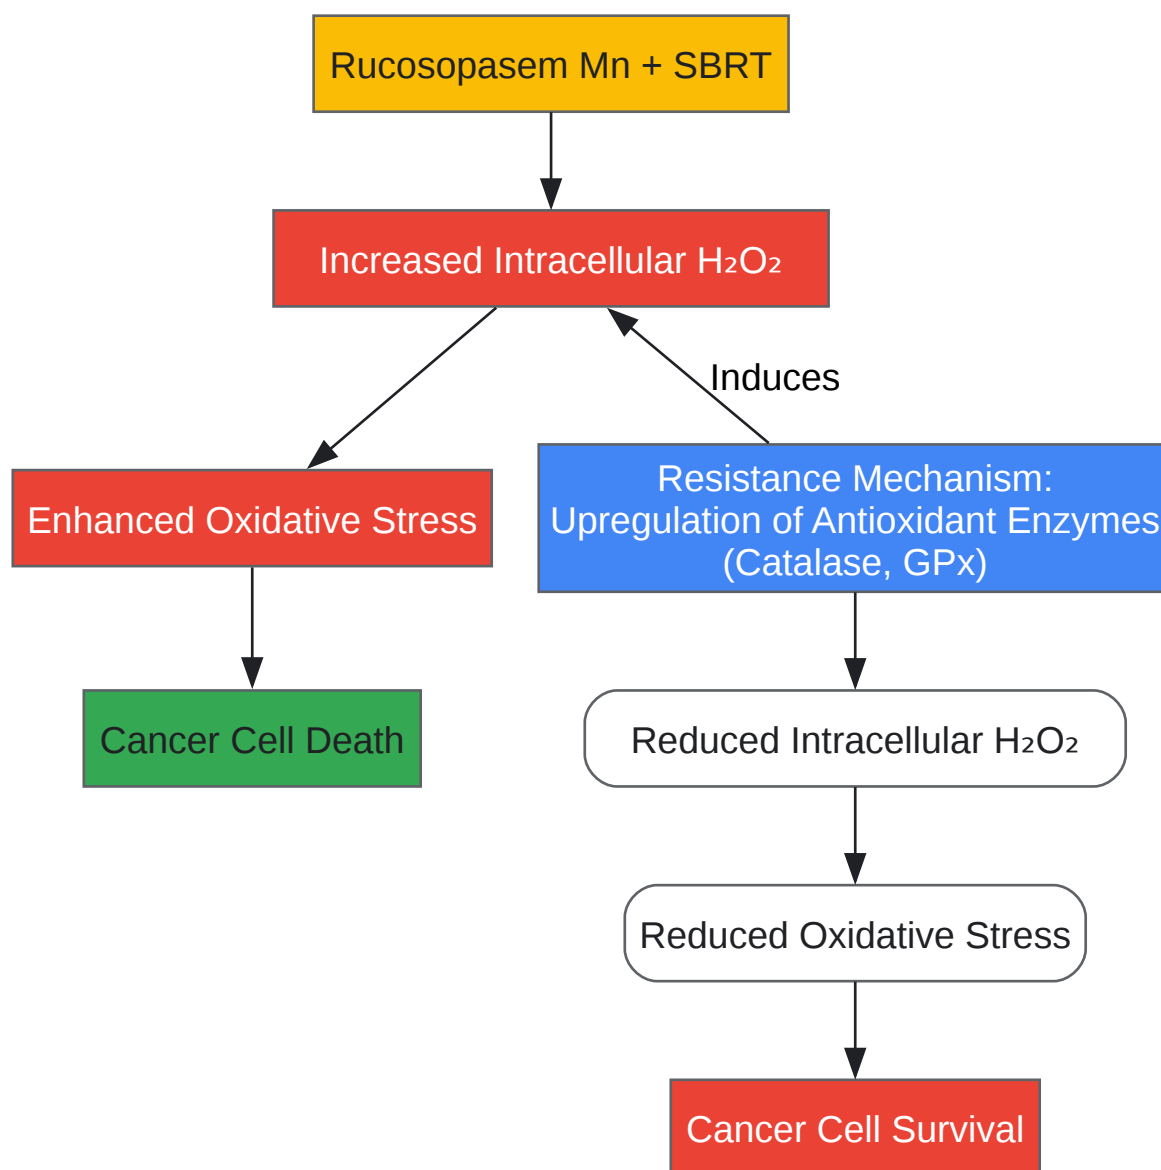 Rucosopasem Mn + SBRT
Increased Intracellular H₂O₂
Induces
Enhanced Oxidative Stress
Resistance Mechanism:
Upregulation of Antioxidant Enzymes
(Catalase, GPx)
Cancer Cell Death
Reduced Intracellular H₂O₂
Reduced Oxidative Stress
Cancer Cell Survival